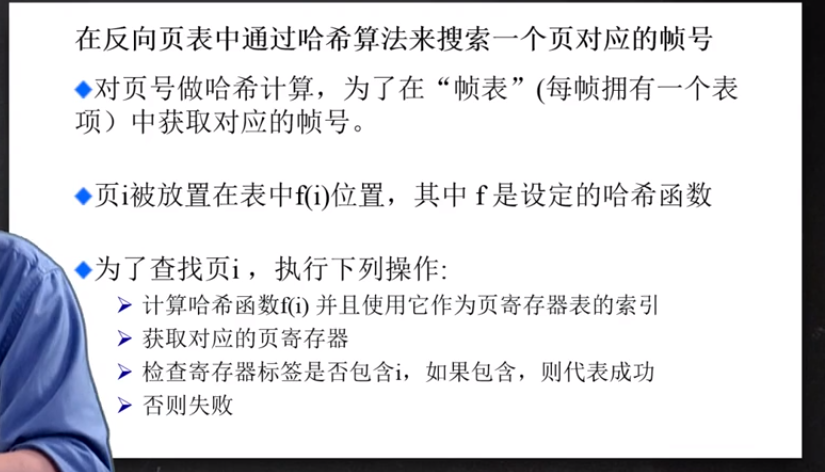 在反向页表中通过哈希算法来搜索一个页对应的帧号
对页号做哈希计算，为了在“帧表”(每帧拥有一个表
项）中获取对应的帧号。
页i被放置在表中f(i)位置，其中 f 是设定的哈希函数
为了查找页i ，执行下列操作:
计算哈希函数f(i) 并且使用它作为页寄存器表的索引
获取对应的页寄存器
检查寄存器标签是否包含i，如果包含，则代表成功
否则失败